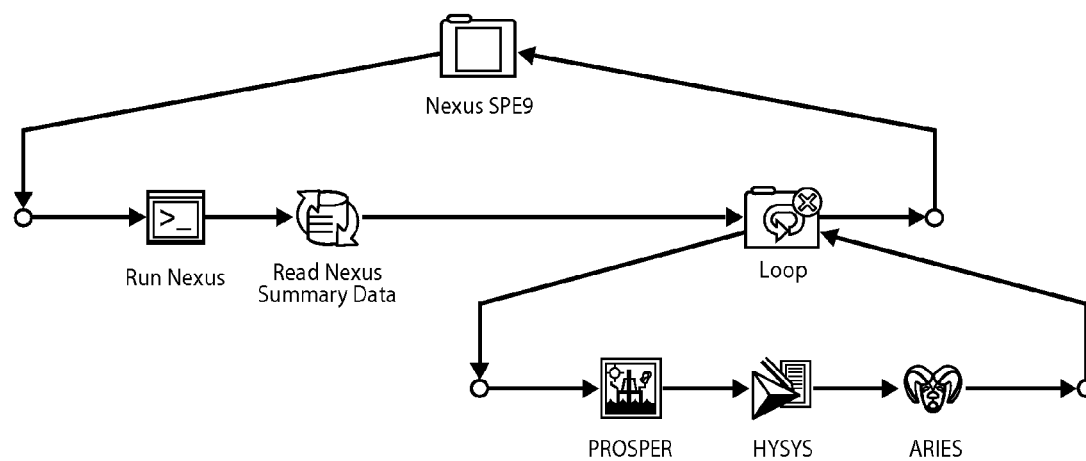 Nexus SPE9
>_
Run Nexus
Read Nexus
Summary Data
Loop
PROSPER
HYSYS
ARIES